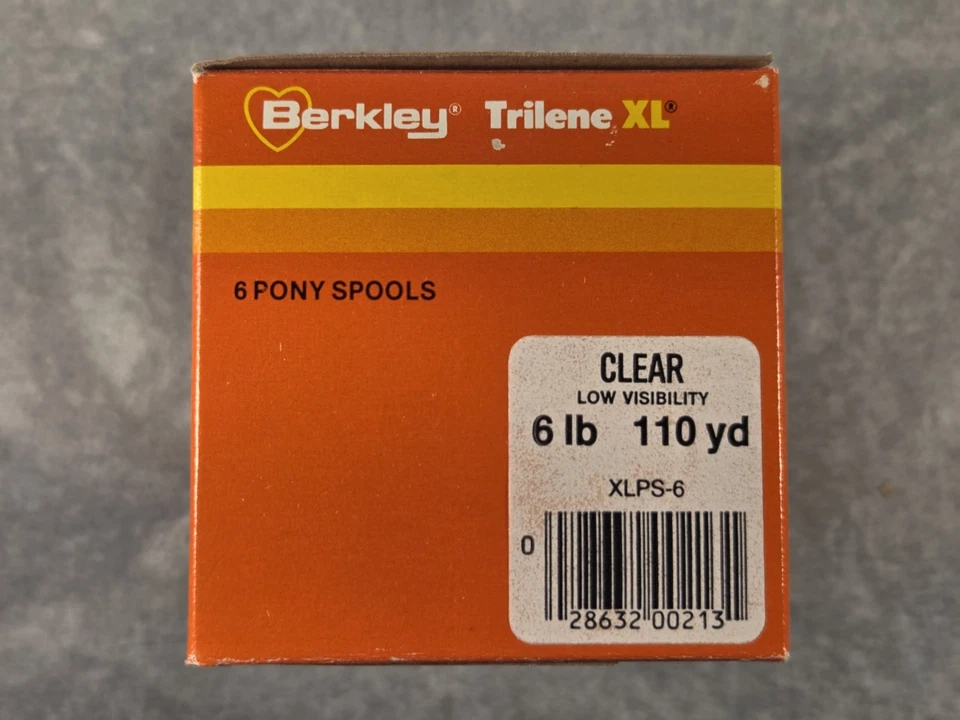 Berkley® Trilene XL®
6 PONY SPOOLS
CLEAR
LOW VISIBILITY
6 lb 110 yd
XLPS-6
0
28632 00213